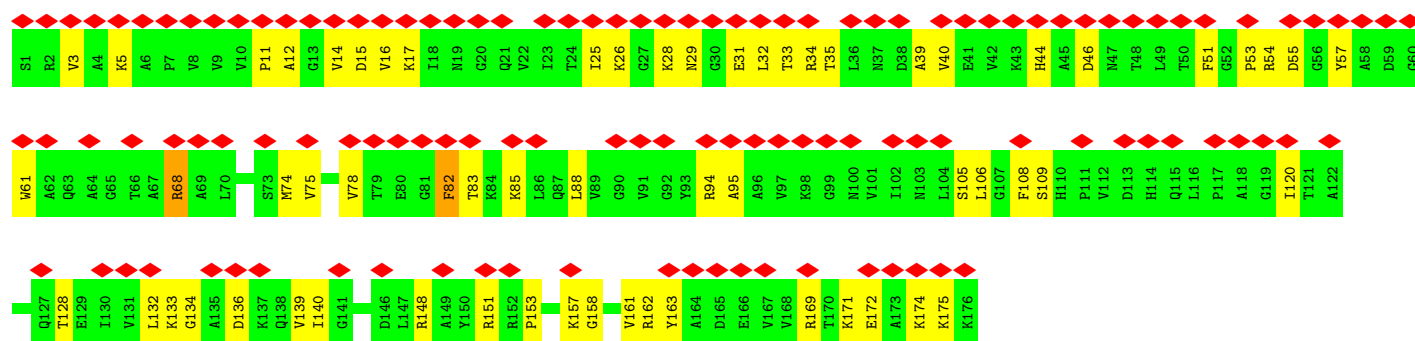 S1 R2 V3 A4 K5 A6 P7 V8 V9 V10 P11 A12 G13 V14 D15 V16 K17 I18 N19 G20 Q21 V22 I23 T24 I25 K26 G27 K28 N29 G30 E31 L32 T33 R34 T35 L36 N37 D38 A39 V40 E41 V42 K43 H44 A45 D46 N47 T48 L49 T50 F51 G52 P53 R54 D55 G56 Y57 A58 D59 G60
W61 A62 Q63 A64 G65 T66 A67 R68 A69 L70 S73 M74 V75 V78 T79 E80 G81 F82 T83 K84 K85 L86 Q87 L88 V89 G90 V91 G92 Y93 R94 A95 A96 V97 K98 G99 N100 V101 I102 N103 L104 S105 L106 G107 F108 S109 H110 P111 V112 D113 H114 Q115 L116 P117 A118 G119 I120 T121 A122
Q127 T128 E129 I130 V131 L132 K133 G134 A135 D136 K137 Q138 V139 I140 G141 D146 L147 R148 A149 Y150 R151 R152 P153 K157 G158 V161 R162 Y163 A164 D165 E166 V167 V168 R169 T170 K171 E172 A173 K174 K175 K176